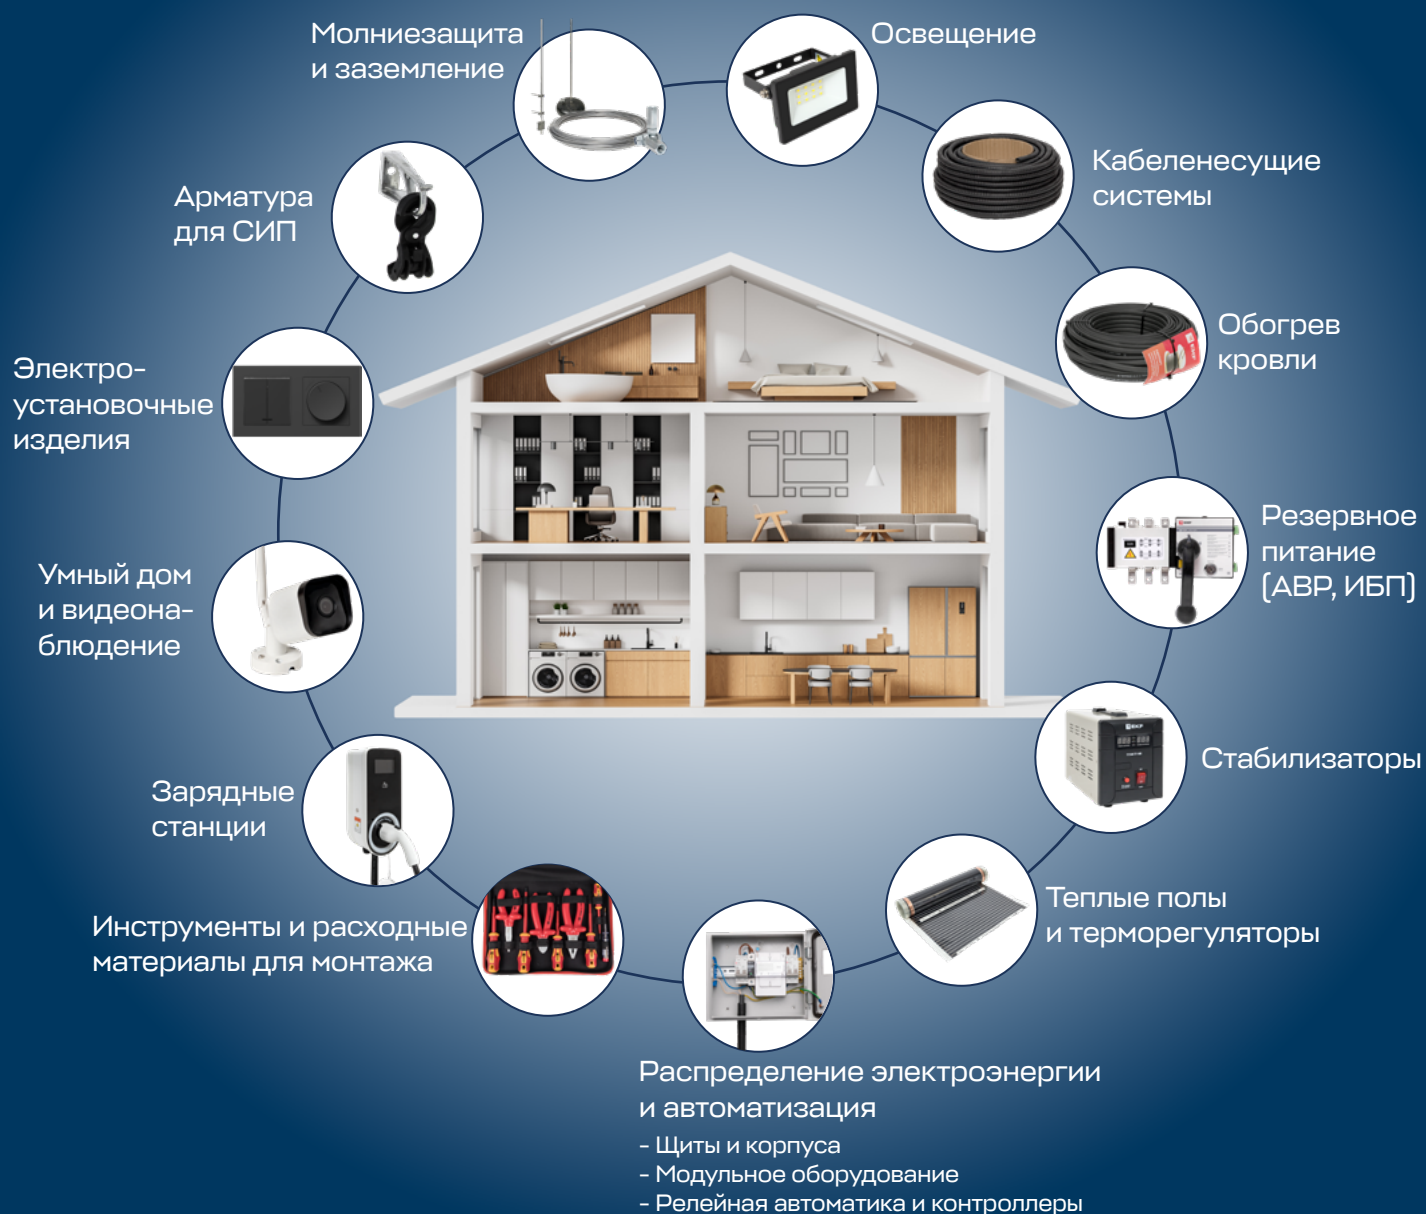 Молниезащита
и заземление
Освещение
Кабеленесущие
системы
Арматура
для СИП
Обогрев
кровли
Электро-
установочные
изделия
Резервное
питание
(АВР, ИБП)
Умный дом
и видеона-
блюдение
Стабилизаторы
Зарядные
станции
Теплые полы
и терморегуляторы
Инструменты и расходные
материалы для монтажа
Распределение электроэнергии
и автоматизация
- Щиты и корпуса
- Модульное оборудование
- Релейная автоматика и контроллеры
EKF